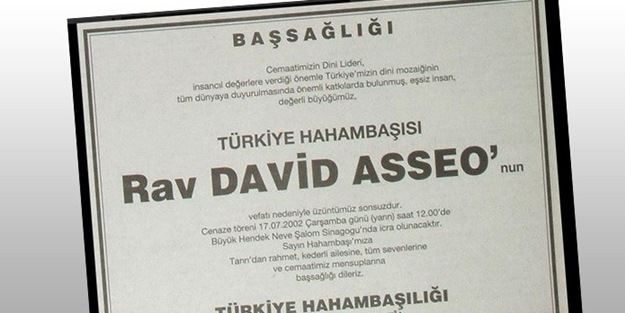 BAŞSAĞLIĞI
Cemaatimizin Dini Lideri,
insancıl değerlere verdiği önemle Türkiye'mizin dini mozaiğinin
tüm dünyaya duyurulmasında önemli katkılarda bulunmuş, eşsiz insan,
değerli büyüğümüz,
TÜRKİYE HAHAMBAŞISI
Rav DAVİD ASSEO'nun
vefatı nedeniyle üzüntümüz sonsuzdur.
Cenaze töreni 17.07.2002 Çarşamba günü (yarın) saat 12.00'de
Büyük Hendek Neve Şalom Sinagogu'nda icra olunacaktır.
Sayın Hahambaşı'mıza
Tanrı'dan rahmet, kederli ailesine, tüm sevenlerine
ve cemaatimiz mensuplarına
başsağlığı dileriz.
TÜRKİYE HAHAMBAŞILIĞI